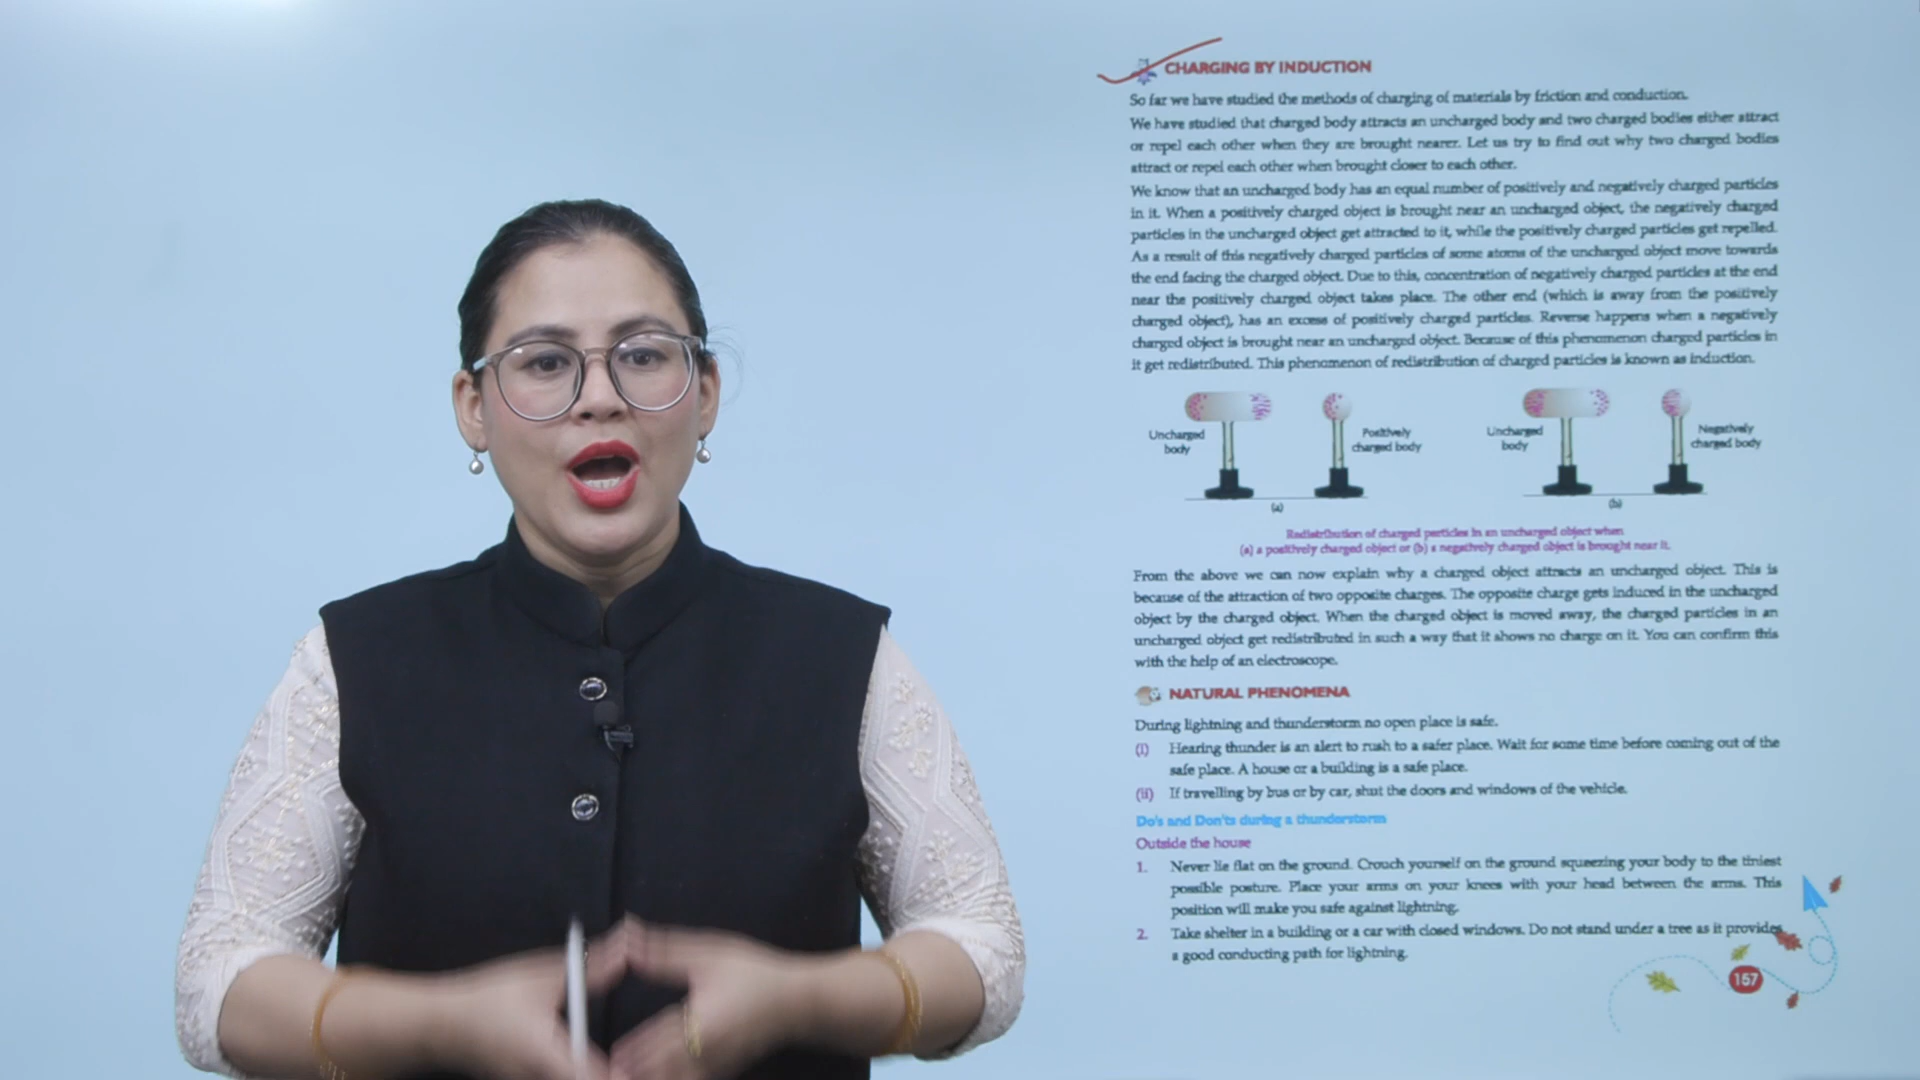 CHARGING BY INDUCTION
So far we have studied the methods of charging of materials by friction and conduction.
We have studied that charged body attracts an uncharged body and two charged bodies either attract
or repel each other when they are brought nearer. Let us try to find out why two charged bodies
attract or repel each other when brought closer to each other.
We know that an uncharged body has an equal number of positively and negatively charged particles
in it. When a positively charged object is brought near an uncharged object, the negatively charged
particles in the uncharged object get attracted to it, while the positively charged particles get repelled.
As a result of this negatively charged particles of some atoms of the uncharged object move towards
the end facing the charged object. Due to this, concentration of negatively charged particles at the end
near the positively charged object takes place. The other end (which is away from the positively
charged object), has an excess of positively charged particles. Reverse happens when a negatively
charged object is brought near an uncharged object. Because of this phenomenon charged particles in
it get redistributed. This phenomenon of redistribution of charged particles is known as induction.
Uncharged
body
Positively
charged body
(a)
Uncharged
body
Negatively
charged body
(b)
Redistribution of charged particles in an uncharged object when
(a) a positively charged object or (b) a negatively charged object is brought near it.
From the above we can now explain why a charged object attracts an uncharged object. This is
because of the attraction of two opposite charges. The opposite charge gets induced in the uncharged
object by the charged object. When the charged object is moved away, the charged particles in an
uncharged object get redistributed in such a way that it shows no charge on it. You can confirm this
with the help of an electroscope.
NATURAL PHENOMENA
During lightning and thunderstorm no open place is safe.
(i) Hearing thunder is an alert to rush to a safer place. Wait for some time before coming out of the
safe place. A house or a building is a safe place.
(ii) If travelling by bus or by car, shut the doors and windows of the vehicle.
Do's and Don'ts during a thunderstorm
Outside the house
1. Never lie flat on the ground. Crouch yourself on the ground squeezing your body to the tiniest
possible posture. Place your arms on your knees with your head between the arms. This
position will make you safe against lightning.
2. Take shelter in a building or a car with closed windows. Do not stand under a tree as it provides
a good conducting path for lightning.
157